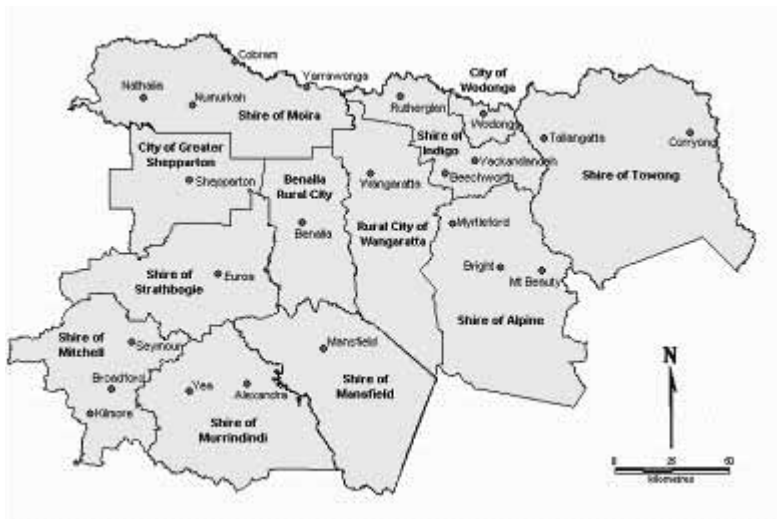 Cobram
Nathalia
Numurkah
Yarrawonga
Shire of Moira
Rutherglen
City of
Wodonga
Wodonga
Tallangatta
Corryong
Shire of Towong
City of Greater
Shepparton
Shepparton
Benalla
Rural City
Benalla
Wangaratta
Rural City of
Wangaratta
Shire of
Indigo
Yackandandah
Beechworth
Myrtleford
Bright
Mt Beauty
Shire of Alpine
Shire of
Strathbogie
Euroa
Shire of
Mitchell
Seymour
Broadford
Kilmore
Yea
Alexandra
Shire of
Murrindindi
Mansfield
Shire of
Mansfield
N
0 25 50
kilometres